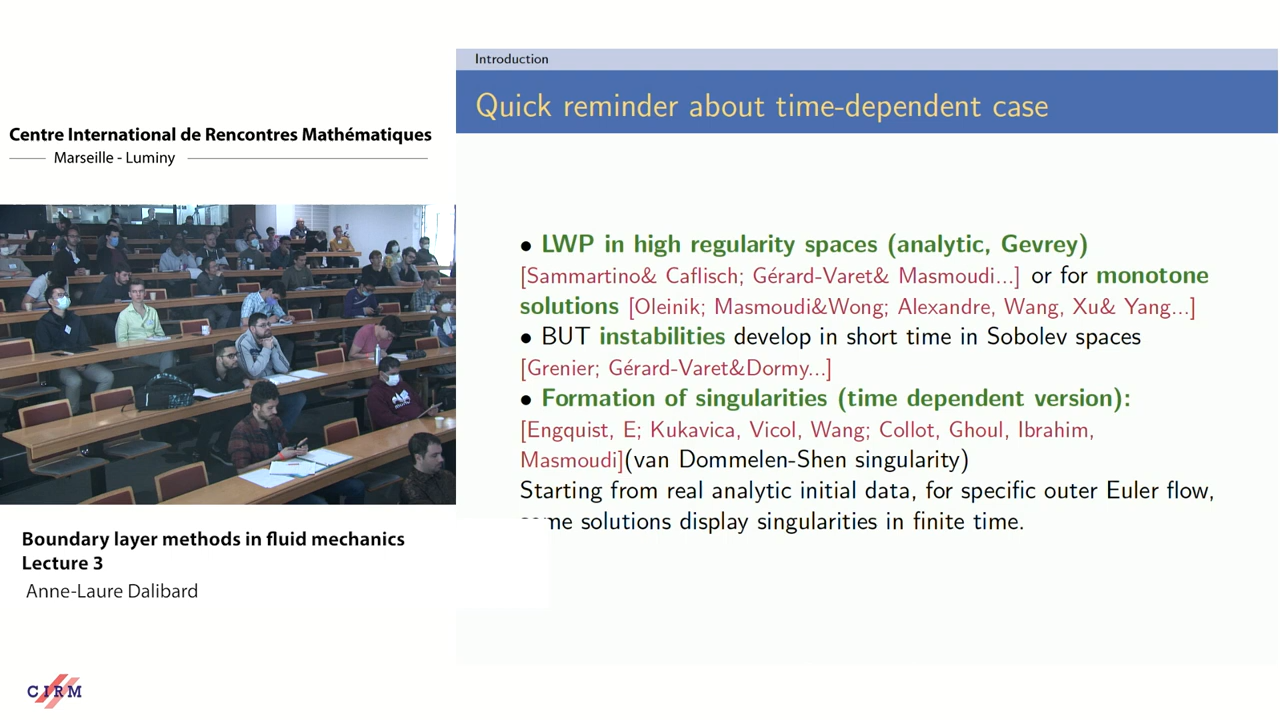 Centre International de Rencontres Mathématiques
Marseille - Luminy
Boundary layer methods in fluid mechanics
Lecture 3
Anne-Laure Dalibard
CIRM
Introduction
Quick reminder about time-dependent case
• LWP in high regularity spaces (analytic, Gevrey)
[Sammartino& Caflisch; Gérard-Varet& Masmoudi...] or for monotone
solutions [Oleinik; Masmoudi&Wong; Alexandre, Wang, Xu& Yang...]
• BUT instabilities develop in short time in Sobolev spaces
[Grenier; Gérard-Varet&Dormy...]
• Formation of singularities (time dependent version):
[Engquist, E; Kukavica, Vicol, Wang; Collot, Ghoul, Ibrahim,
Masmoudi](van Dommelen-Shen singularity)
Starting from real analytic initial data, for specific outer Euler flow,
solutions display singularities in finite time.